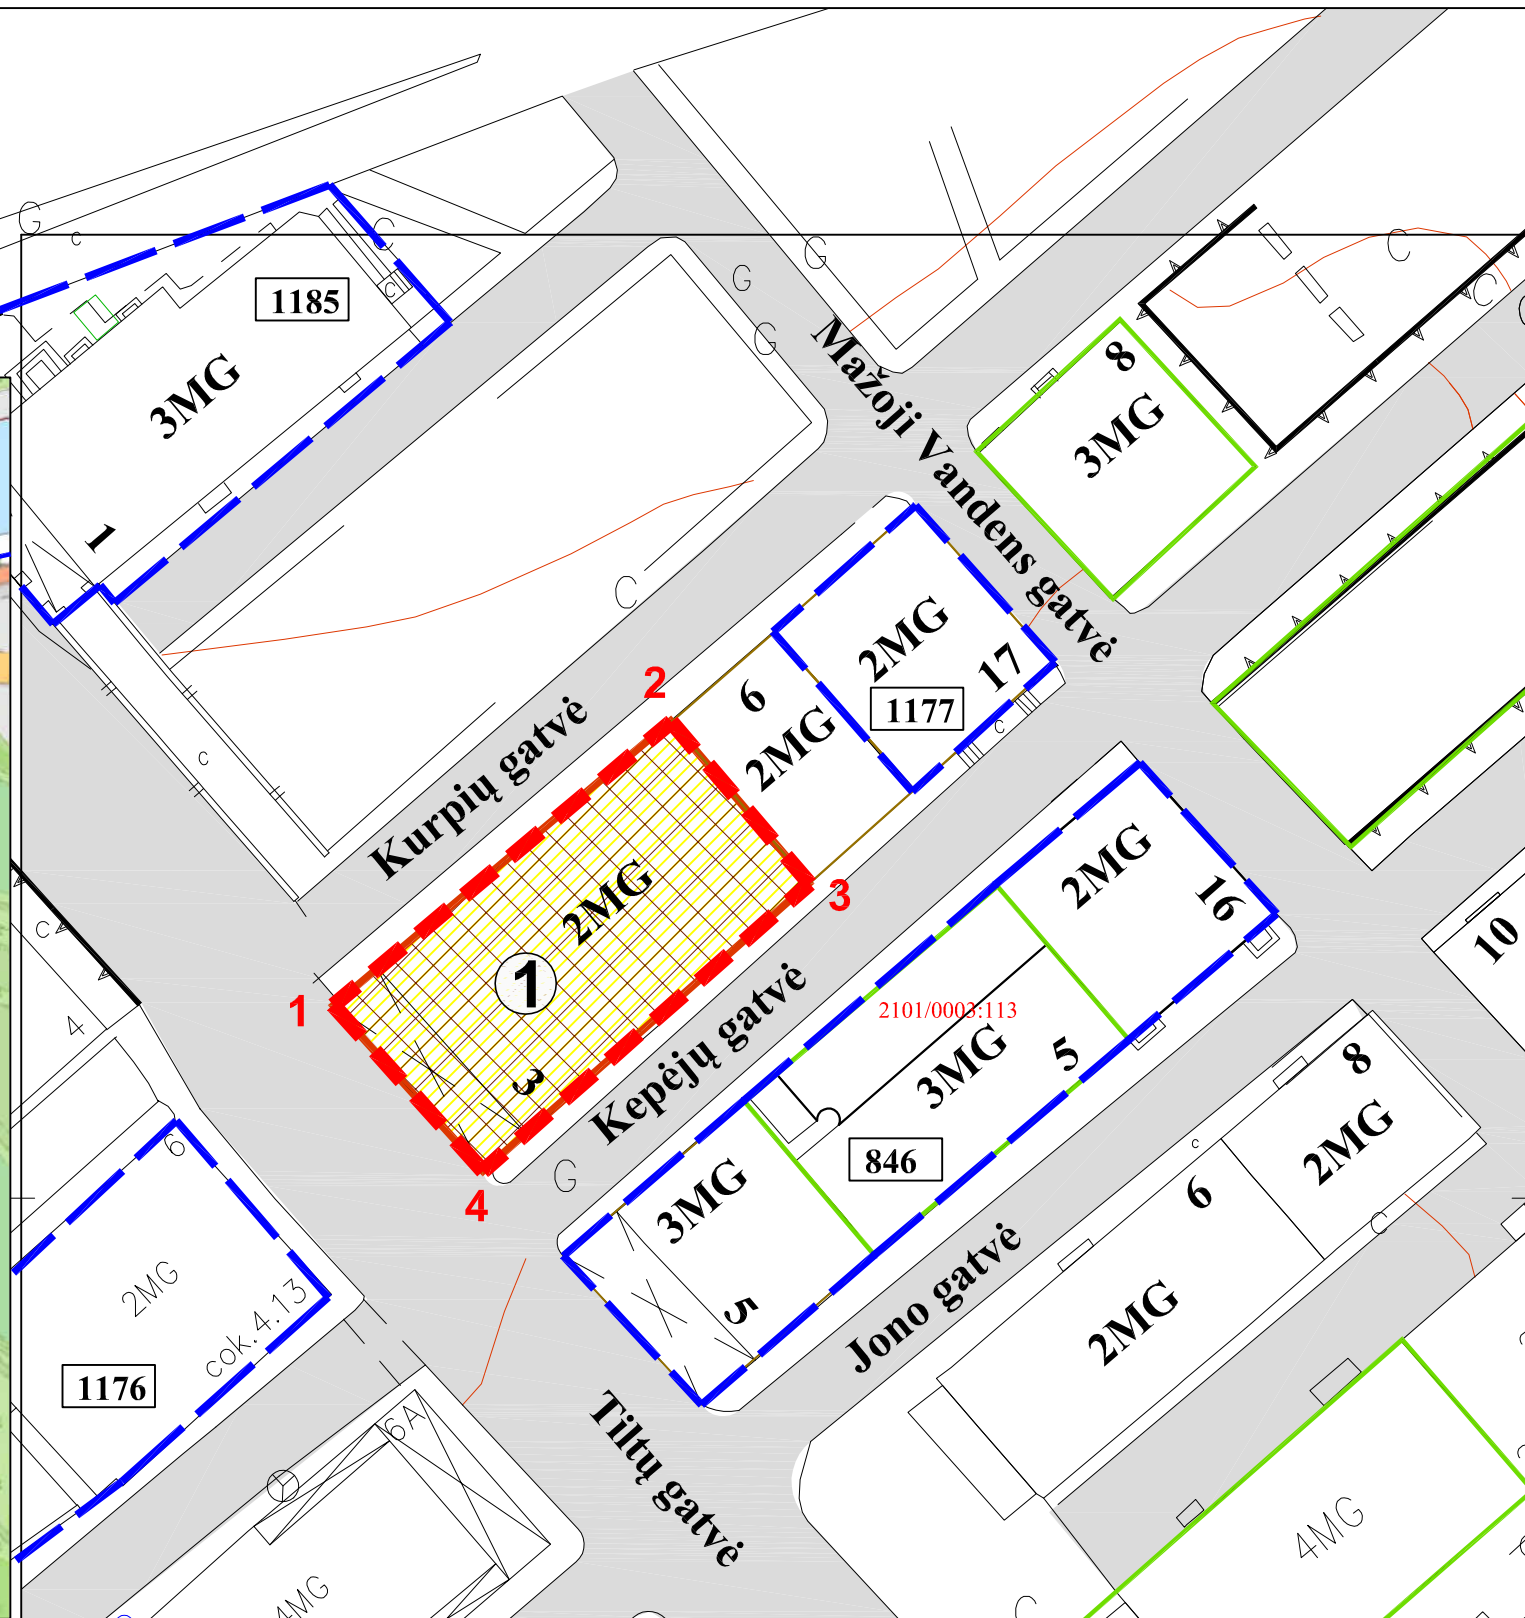 G
c
C
G
G
C
C
C
1185
c
G
Mažoji Vandens gatvė
8
3MG
3MG
1
C
2MG
17
2
6
1177
2MG
c
Kurpių gatvė
c
2MG
16
3
C
10
2MG
1
1
2101/0003:113
4
Kepėjų gatvė
3MG
5
8
3
6
G
c
2MG
846
4
3MG
6
C
2MG
cok.4.13
5
Jono gatvė
2MG
1176
6A
Tiltų gatvė
4MG
4MG
C